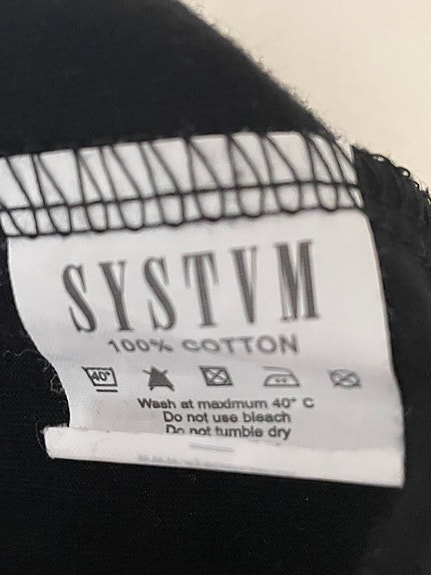 SYSTVM
100% COTTON
40°
Wash at maximum 40° C
Do not use bleach
Do not tumble dry